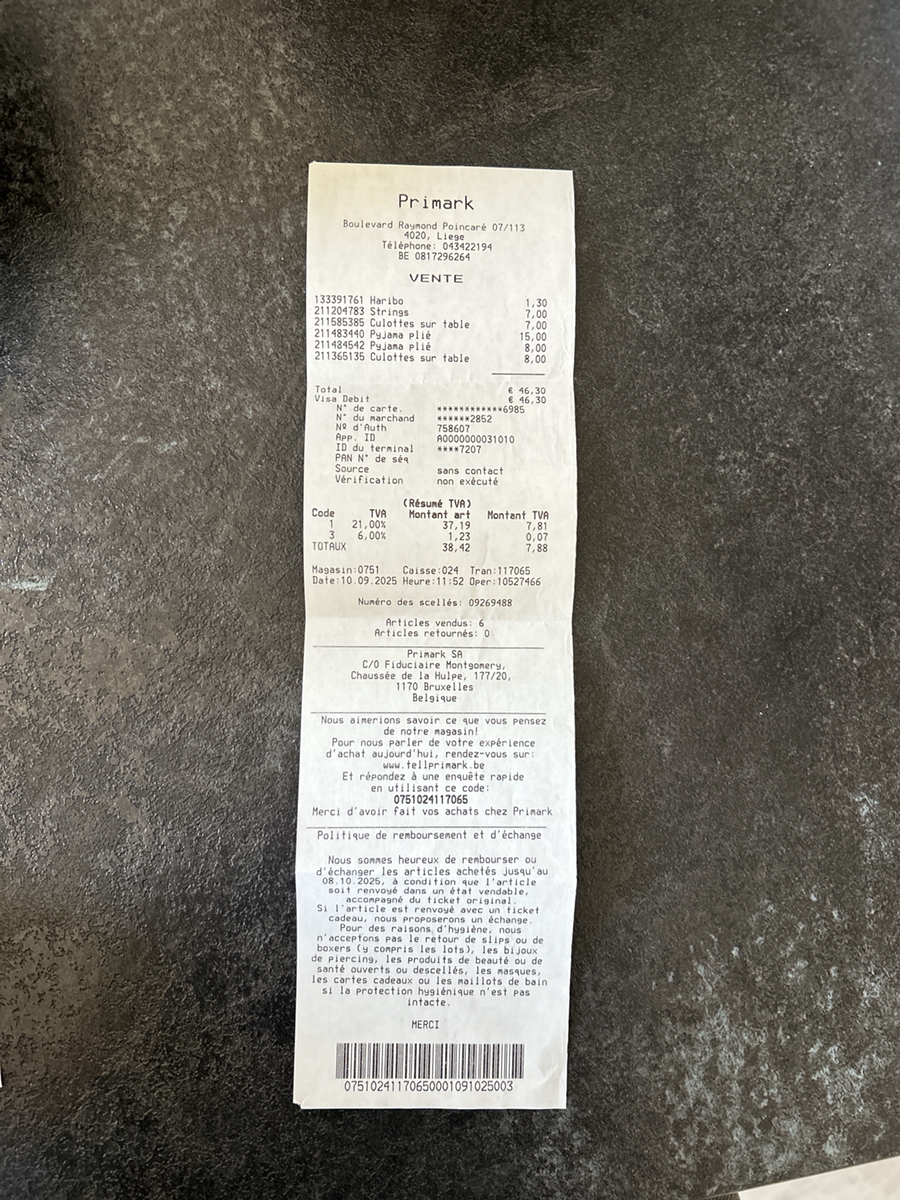 Primark
Boulevard Raymond Poincaré 07/113
4020, Liege
Téléphone: 043422194
BE 0817296264
VENTE
133391761 Haribo 1,30
211204783 Strings 7,00
211585385 Culottes sur table 7,00
211483440 Pyjama plié 15,00
211484542 Pyjama plié 8,00
211365135 Culottes sur table 8,00
Total € 46,30
Visa Debit € 46,30
N° de carte. ************6985
N° du marchand ******2852
Nº d'Auth 758607
App. ID A0000000031010
ID du terminal ****7207
PAN N° de séq
Source sans contact
Vérification non exécuté
(Résumé TVA)
Code TVA Montant art Montant TVA
1 21,00% 37,19 7,81
3 6,00% 1,23 0,07
TOTAUX 38,42 7,88
Magasin:0751 Caisse:024 Tran:117065
Date:10.09.2025 Heure:11:52 Oper:10527466
Numéro des scellés: 09269488
Articles vendus: 6
Articles retournés: 0
Primark SA
C/O Fiduciaire Montgomery,
Chaussée de la Hulpe, 177/20,
1170 Bruxelles
Belgique
Nous aimerions savoir ce que vous pensez
de notre magasin!
Pour nous parler de votre expérience
d'achat aujourd'hui, rendez-vous sur:
www.tellprimark.be
Et répondez à une enquête rapide
en utilisant ce code:
0751024117065
Merci d'avoir fait vos achats chez Primark
Politique de remboursement et d'échange
Nous sommes heureux de rembourser ou
d'échanger les articles achetés jusqu'au
08.10.2025, à condition que l'article
soit renvoyé dans un état vendable,
accompagné du ticket original.
Si l'article est renvoyé avec un ticket
cadeau, nous proposerons un échange.
Pour des raisons d'hygiène, nous
n'acceptons pas le retour de slips ou de
boxers (y compris les lots), les bijoux
de piercing, les produits de beauté ou de
santé ouverts ou descellés, les masques,
les cartes cadeaux ou les maillots de bain
si la protection hygiénique n'est pas
intacte.
MERCI
07510241170650001091025003